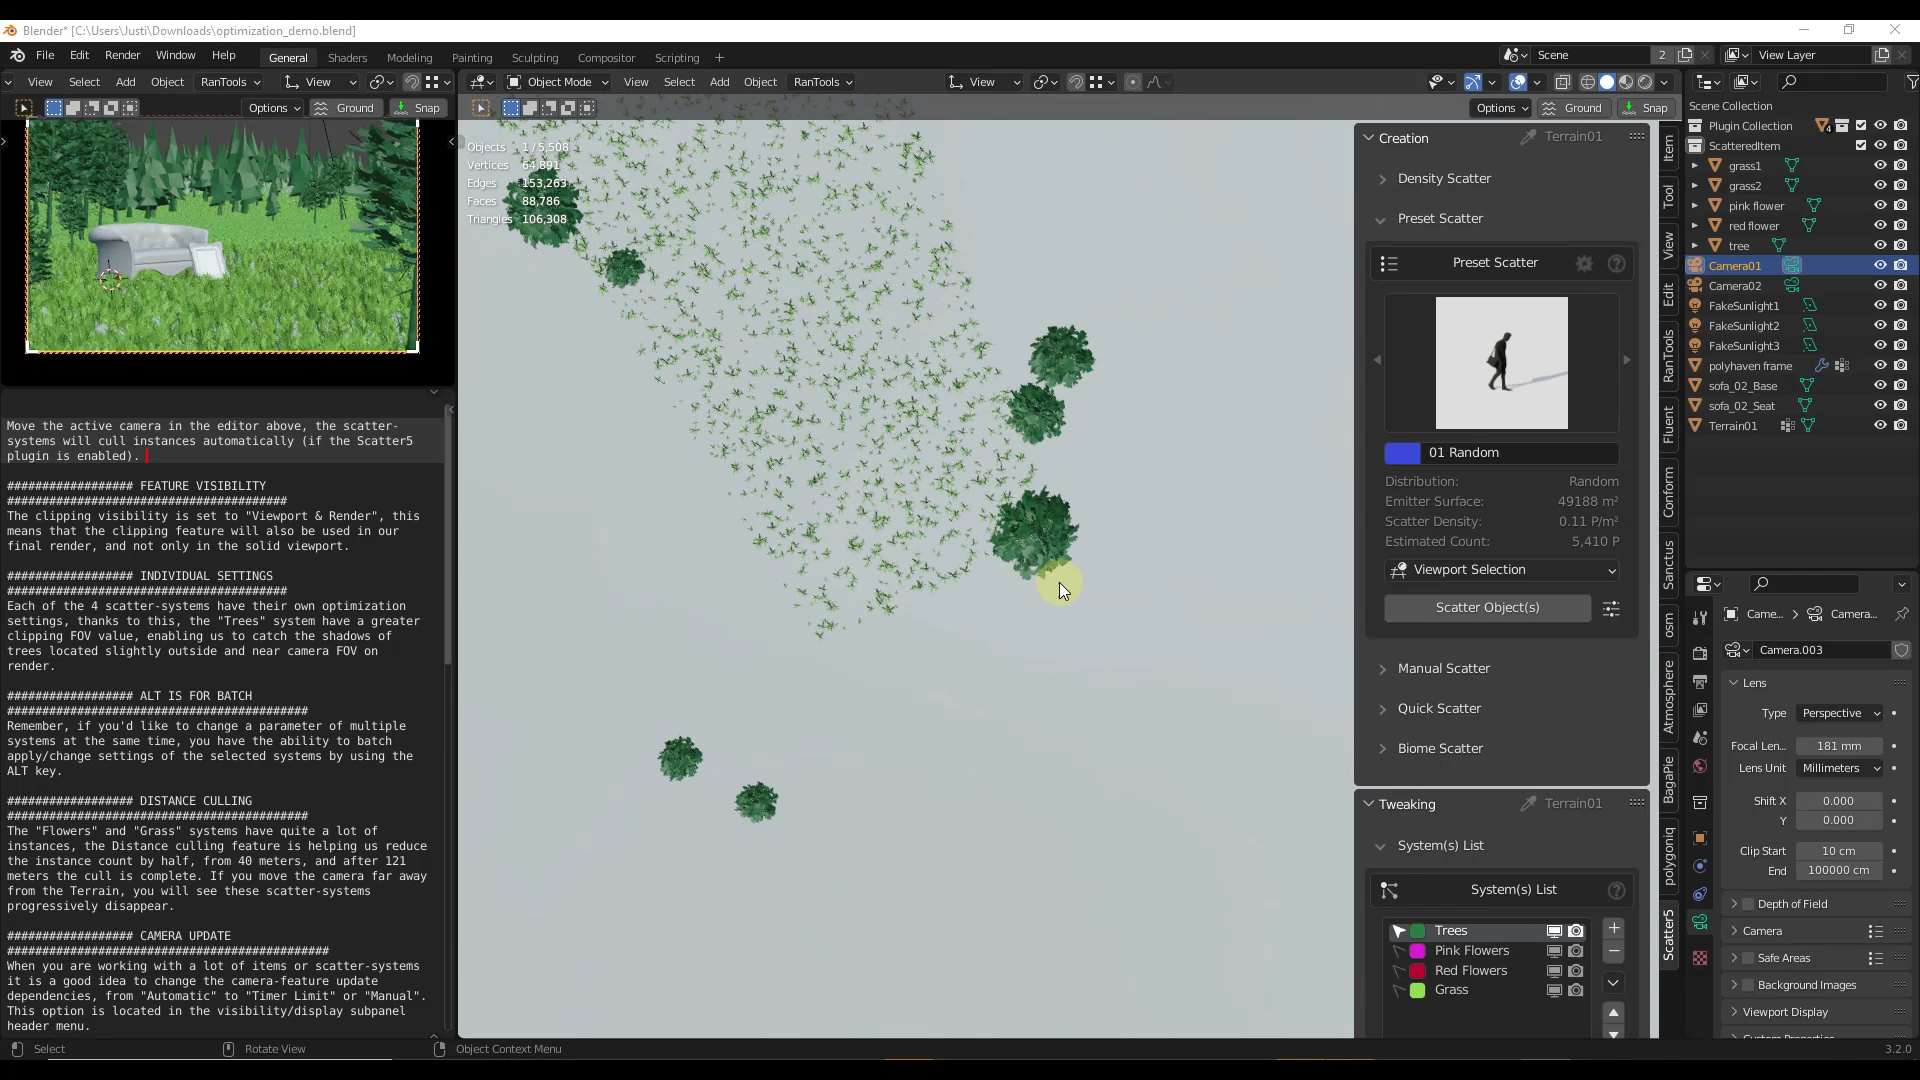 Blender* [C:\Users\Justi\Downloads\optimization_demo.blend]
File Edit Render Window Help General Shaders Modeling Painting Sculpting Compositor Scripting + Scene 2 View Layer
View Select Add Object RanTools View Object Mode View Select Add Object RanTools View
Options Ground Snap Options Ground Snap
Objects 1 / 5,508
Vertices 64,891
Edges 153,263
Faces 88,786
Triangles 106,308
Move the active camera in the editor above, the scatter-
systems will cull instances automatically (if the Scatter5
plugin is enabled).
################## FEATURE VISIBILITY
########################################
The clipping visibility is set to "Viewport & Render", this
means that the clipping feature will also be used in our
final render, and not only in the solid viewport.
################## INDIVIDUAL SETTINGS
########################################
Each of the 4 scatter-systems have their own optimization
settings, thanks to this, the "Trees" system have a greater
clipping FOV value, enabling us to catch the shadows of
trees located slightly outside and near camera FOV on
render.
################## ALT IS FOR BATCH
###########################################
Remember, if you'd like to change a parameter of multiple
systems at the same time, you have the ability to batch
apply/change settings of the selected systems by using the
ALT key.
################## DISTANCE CULLING
###########################################
The "Flowers" and "Grass" systems have quite a lot of
instances, the Distance culling feature is helping us reduce
the instance count by half, from 40 meters, and after 121
meters the cull is complete. If you move the camera far away
from the Terrain, you will see these scatter-systems
progressively disappear.
################## CAMERA UPDATE
##############################################
When you are working with a lot of items or scatter-systems
it is a good idea to change the camera-feature update
dependencies, from "Automatic" to "Timer Limit" or "Manual".
This option is located in the visibility/display subpanel
header menu.
Creation Terrain01
Density Scatter
Preset Scatter
Preset Scatter
01 Random
Distribution: Random
Emitter Surface: 49188 m²
Scatter Density: 0.11 P/m²
Estimated Count: 5,410 P
Viewport Selection
Scatter Object(s)
Manual Scatter
Quick Scatter
Biome Scatter
Tweaking Terrain01
System(s) List
System(s) List
Trees
Pink Flowers
Red Flowers
Grass
Item
Tool
View
Edit
RanTools
Fluent
Conform
Sanctus
osm
Atmosphere
BagaPie
polygoniq
Scatter5
Scene Collection
Plugin Collection 4
ScatteredItem
grass1
grass2
pink flower
red flower
tree
Camera01
Camera02
FakeSunlight1
FakeSunlight2
FakeSunlight3
polyhaven frame
sofa_02_Base
sofa_02_Seat
Terrain01
Came... > Camera...
Camera.003
Lens
Type Perspective
Focal Len... 181 mm
Lens Unit Millimeters
Shift X 0.000
Y 0.000
Clip Start 10 cm
End 100000 cm
Depth of Field
Camera
Safe Areas
Background Images
Viewport Display
Custom Properties
Select Rotate View Object Context Menu 3.2.0